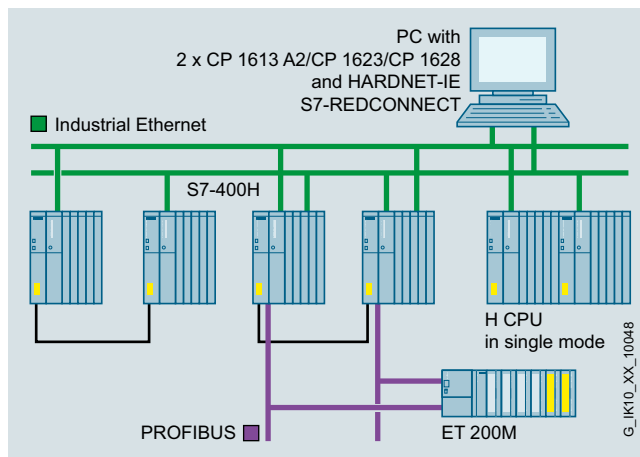 PC with
2 x CP 1613 A2/CP 1623/CP 1628
and HARDNET-IE
S7-REDCONNECT
Industrial Ethernet
S7-400H
H CPU
in single mode
PROFIBUS
ET 200M
G_IK10_XX_10048